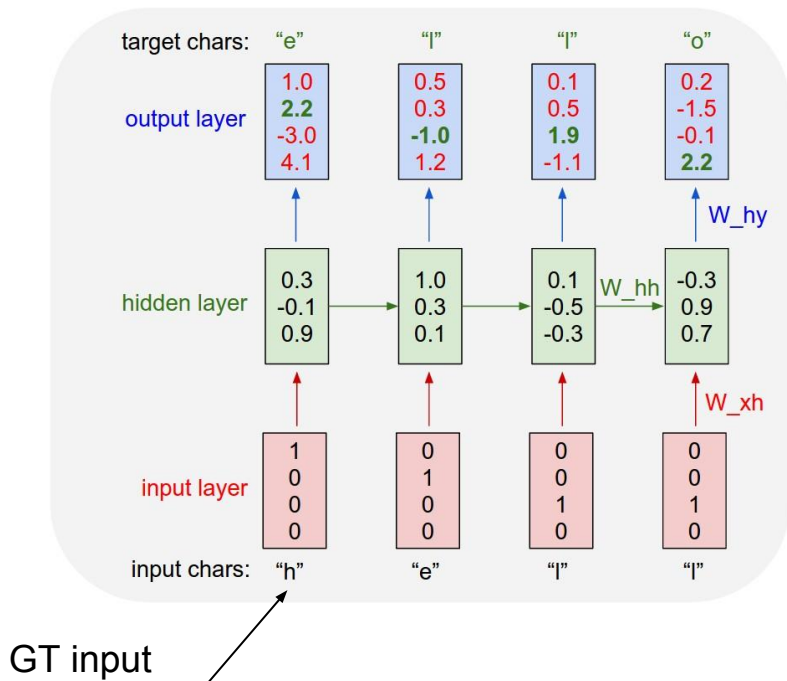 target chars: “e” “l” “l” “o”
output layer
1.0 0.5 0.1 0.2
2.2 0.3 0.5 -1.5
-3.0 -1.0 1.9 -0.1
4.1 1.2 -1.1 2.2
W_hy
hidden layer
0.3 1.0 0.1 -0.3
-0.1 0.3 -0.5 0.9
0.9 0.1 -0.3 0.7
W_hh
W_xh
input layer
1 0 0 0
0 1 0 0
0 0 1 1
0 0 0 0
input chars: “h” “e” “l” “l”
GT input